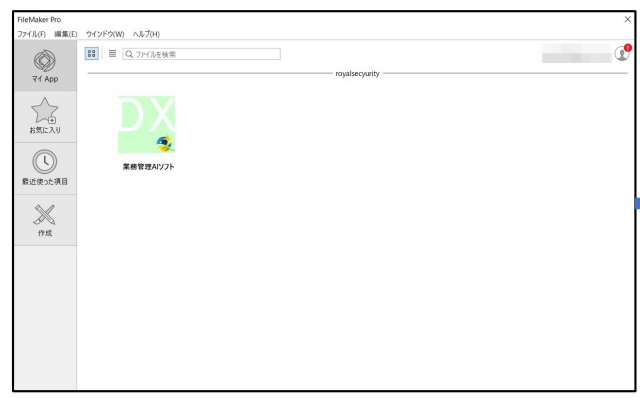 FileMaker Pro
ファイル(F) 編集(E) ウインドウ(W) ヘルプ(H)
ファイルを検索
マイ App
royalsecyurity
お気に入り
DX
業務管理AIソフト
最近使った項目
作成